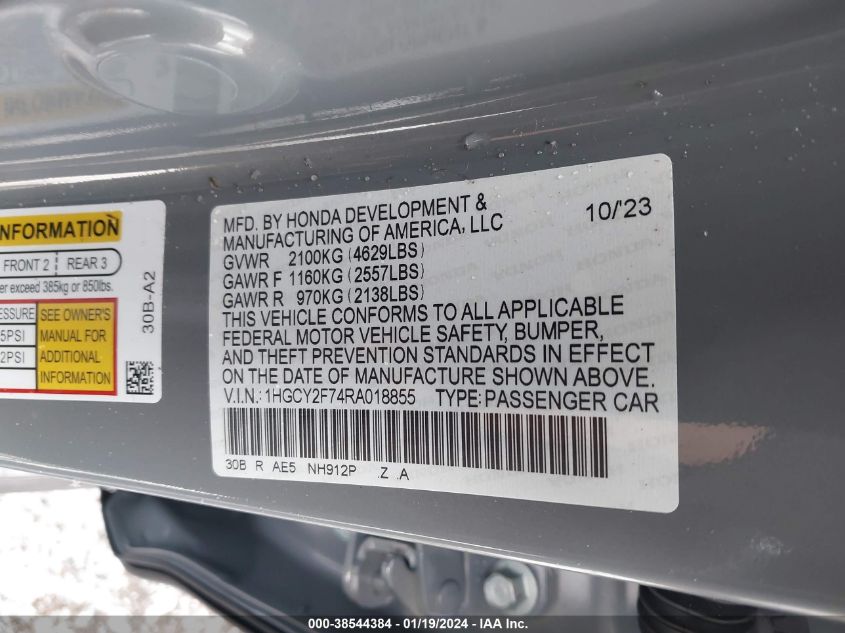 INFORMATION
FRONT 2 | REAR 3
exceed 385kg or 850lbs.
SEE OWNER'S
MANUAL FOR
ADDITIONAL
INFORMATION
30B-A2
MFD. BY HONDA DEVELOPMENT & 10/'23
MANUFACTURING OF AMERICA, LLC
GVWR 2100KG (4629LBS)
GAWR F 1160KG (2557LBS)
GAWR R 970KG (2138LBS)
THIS VEHICLE CONFORMS TO ALL APPLICABLE
FEDERAL MOTOR VEHICLE SAFETY, BUMPER,
AND THEFT PREVENTION STANDARDS IN EFFECT
ON THE DATE OF MANUFACTURE SHOWN ABOVE.
V.I.N.: 1HGCY2F74RA018855 TYPE: PASSENGER CAR
30B R AE5 NH912P .Z .A
000-38544384 - 01/19/2024 - IAA Inc.